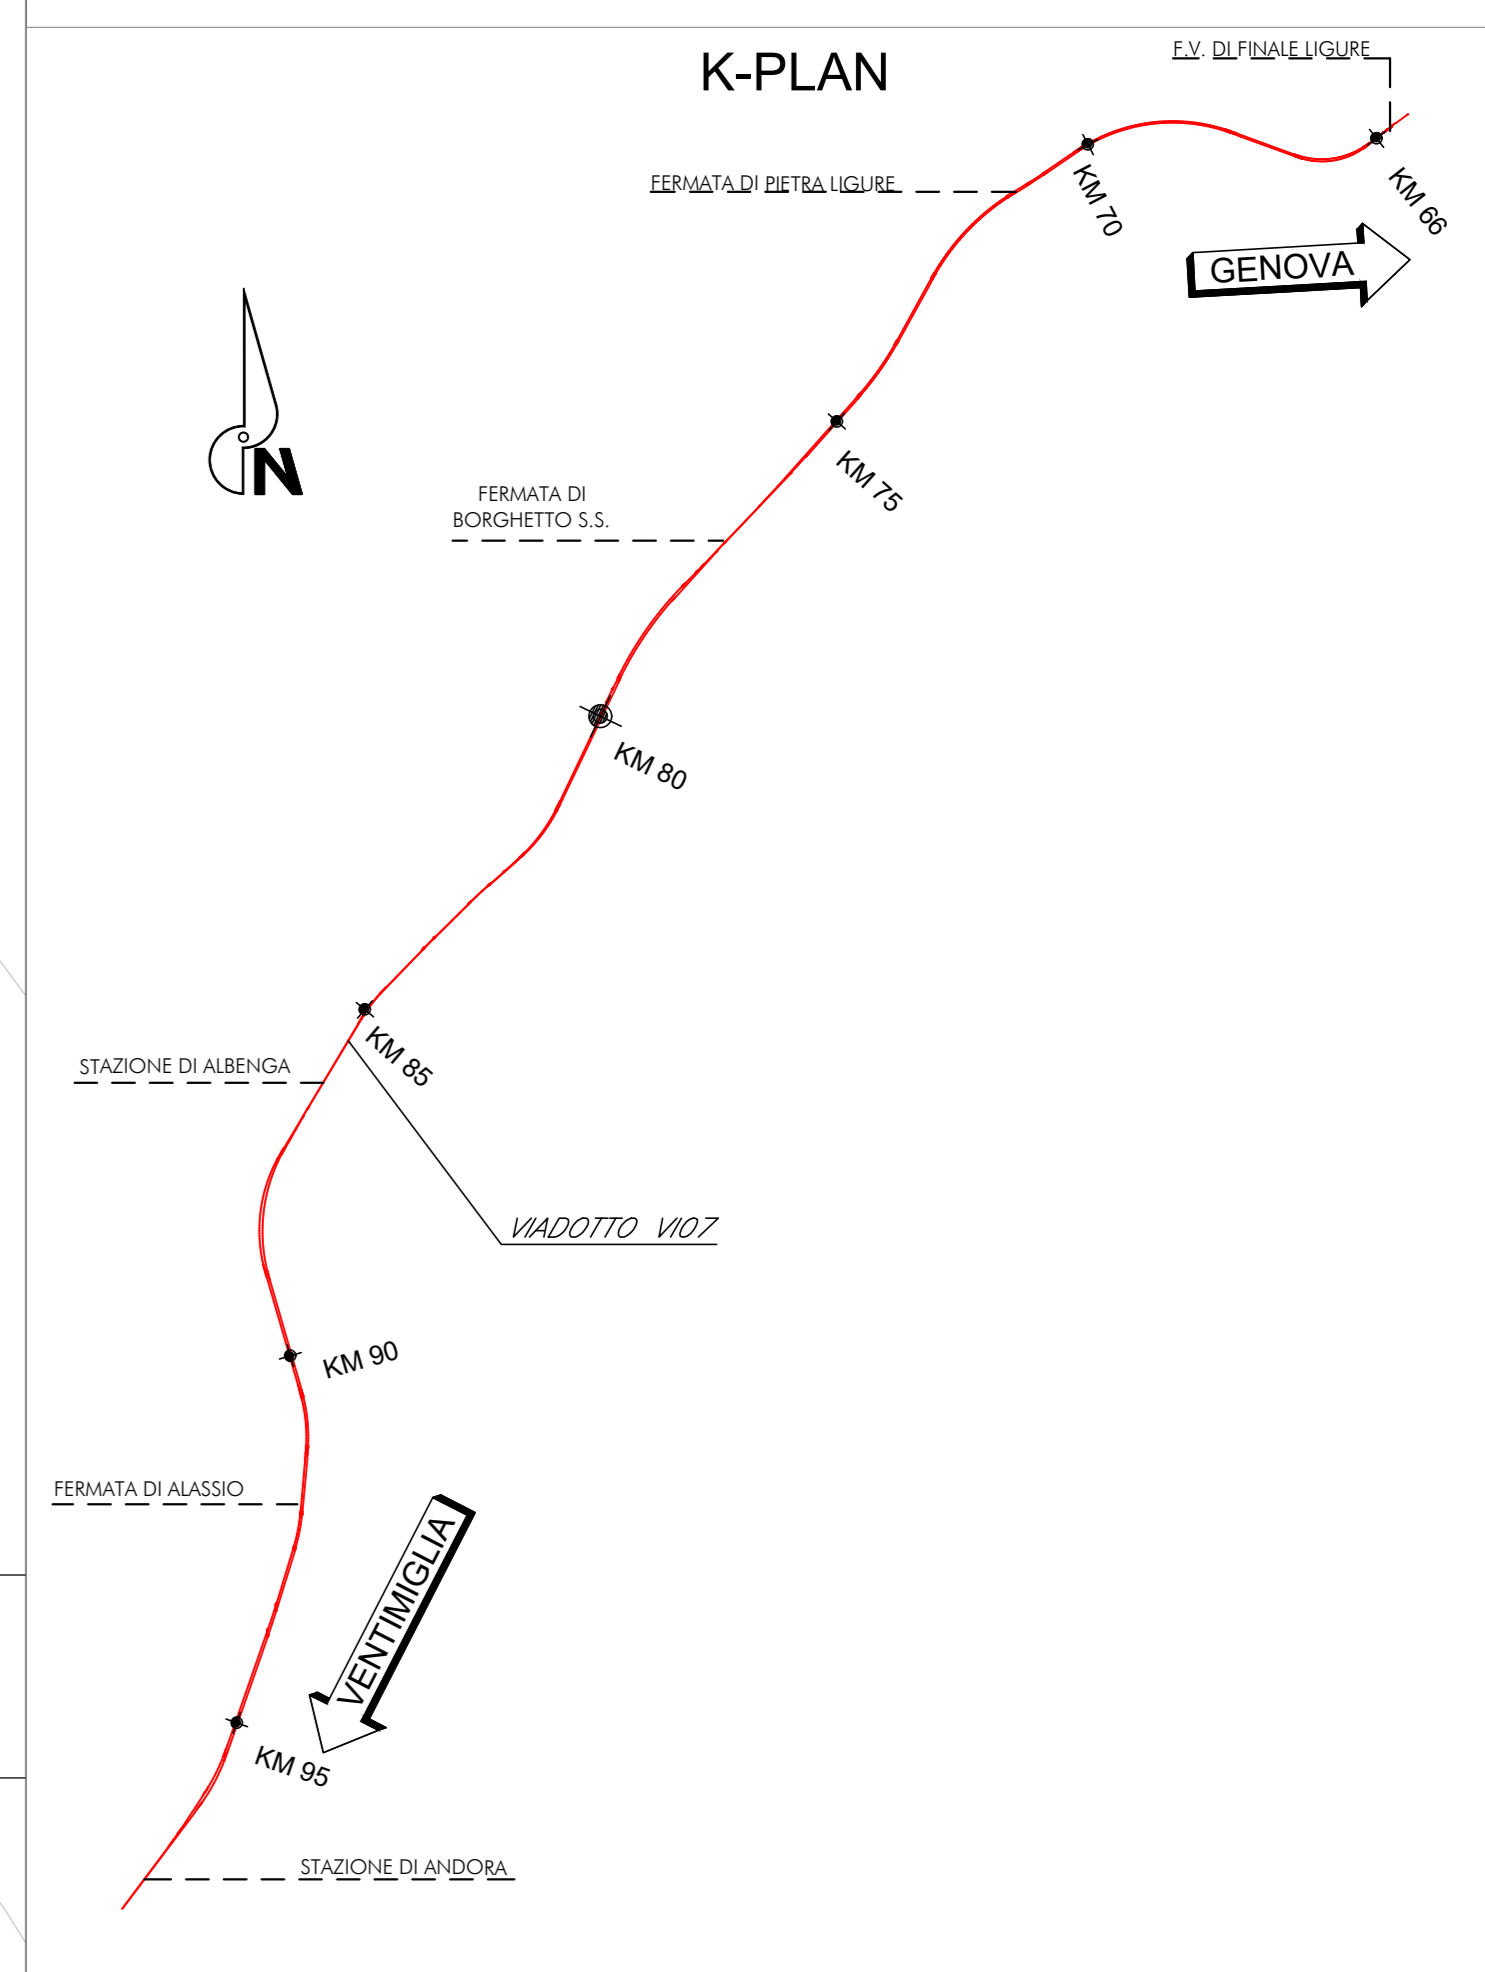 K-PLAN
F.V. DI FINALE LIGURE
FERMATA DI PIETRA LIGURE
KM 70
KM 66
GENOVA
N
KM 75
FERMATA DI
BORGHETTO S.S.
KM 80
KM 85
STAZIONE DI ALBENGA
VIADOTTO VI07
KM 90
FERMATA DI ALASSIO
VENTIMIGLIA
KM 95
STAZIONE DI ANDORA